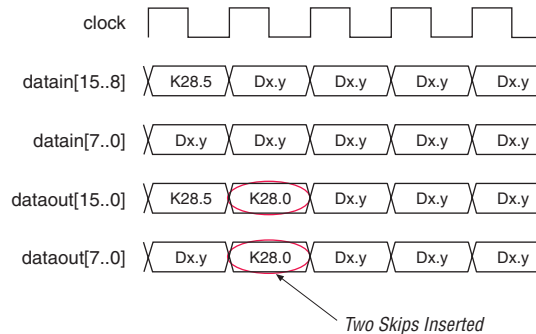 clock
datain[15..8] K28.5 Dx.y Dx.y Dx.y Dx.y
datain[7..0] Dx.y Dx.y Dx.y Dx.y Dx.y
dataout[15..0] K28.5 K28.0 Dx.y Dx.y Dx.y
dataout[7..0] Dx.y K28.0 Dx.y Dx.y Dx.y
Two Skips Inserted